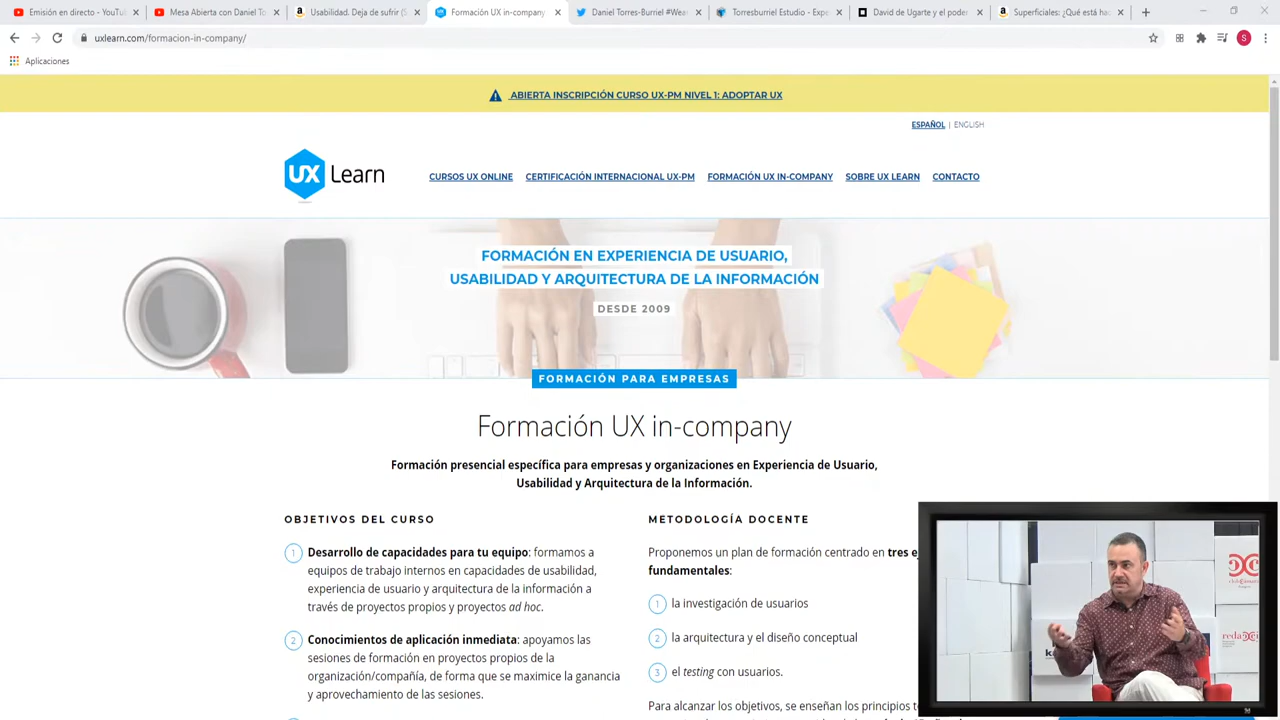 Emisión en directo - YouTu
Mesa Abierta con Daniel T
Usabilidad. Deja de sufrir (S
Formación UX in-company
Daniel Torres-Burriel #Wea
Torresburriel Estudio - Exp
David de Ugarte y el poder
Superficiales: ¿Qué está ha
uxlearn.com/formacion-in-company/
S
Aplicaciones
ABIERTA INSCRIPCIÓN CURSO UX-PM NIVEL 1: ADOPTAR UX
ESPAÑOL | ENGLISH
UX Learn
CURSOS UX ONLINE CERTIFICACIÓN INTERNACIONAL UX-PM FORMACIÓN UX IN-COMPANY SOBRE UX LEARN CONTACTO
FORMACIÓN EN EXPERIENCIA DE USUARIO,
USABILIDAD Y ARQUITECTURA DE LA INFORMACIÓN
DESDE 2009
FORMACIÓN PARA EMPRESAS
Formación UX in-company
Formación presencial específica para empresas y organizaciones en Experiencia de Usuario,
Usabilidad y Arquitectura de la Información.
OBJETIVOS DEL CURSO
1 Desarrollo de capacidades para tu equipo: formamos a
equipos de trabajo internos en capacidades de usabilidad,
experiencia de usuario y arquitectura de la información a
través de proyectos propios y proyectos ad hoc.
2 Conocimientos de aplicación inmediata: apoyamos las
sesiones de formación en proyectos propios de la
organización/compañía, de forma que se maximice la ganancia
y aprovechamiento de las sesiones.
METODOLOGÍA DOCENTE
Proponemos un plan de formación centrado en tres e
fundamentales:
1 la investigación de usuarios
2 la arquitectura y el diseño conceptual
3 el testing con usuarios.
Para alcanzar los objetivos, se enseñan los principios